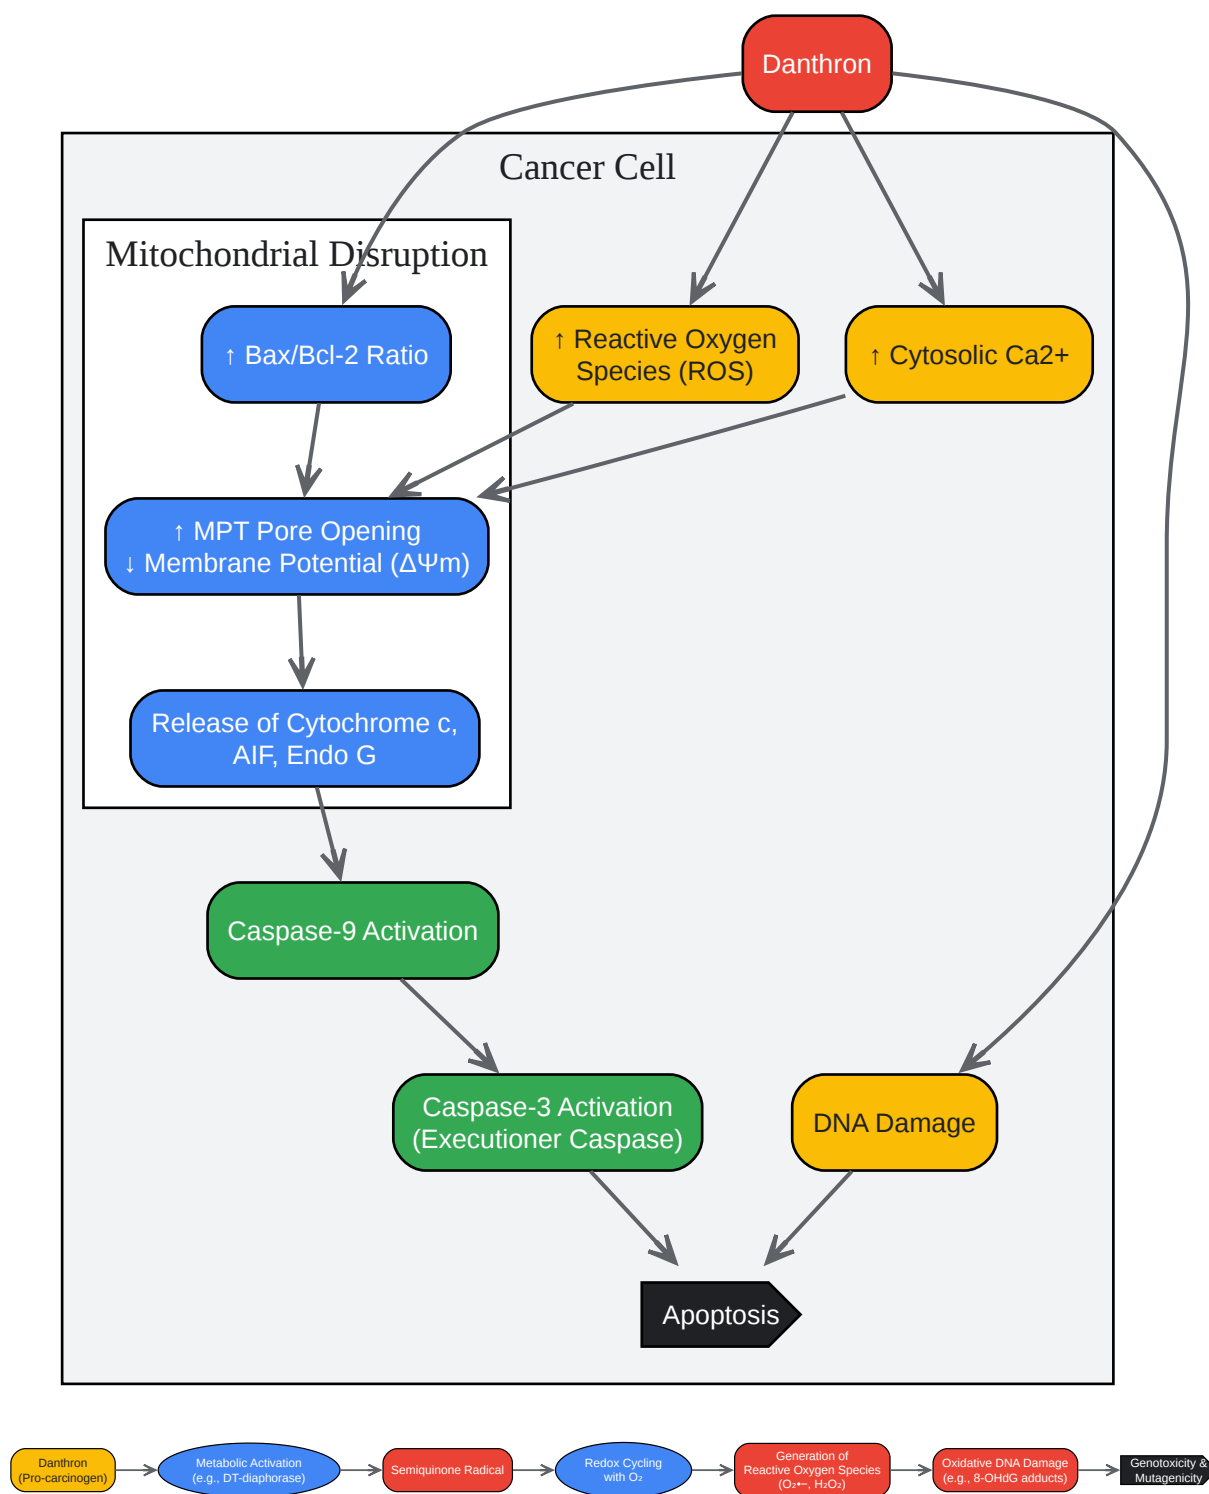 Danthron
Cancer Cell
Mitochondrial Disruption
↑ Bax/Bcl-2 Ratio
↑ Reactive Oxygen
Species (ROS)
↑ Cytosolic Ca2+
↑ MPT Pore Opening
↓ Membrane Potential (ΔΨm)
Release of Cytochrome c,
AIF, Endo G
Caspase-9 Activation
Caspase-3 Activation
(Executioner Caspase)
DNA Damage
Apoptosis
Danthron
(Pro-carcinogen)
Metabolic Activation
(e.g., DT-diaphorase)
Semiquinone Radical
Redox Cycling
with O₂
Generation of
Reactive Oxygen Species
(O₂•−, H₂O₂)
Oxidative DNA Damage
(e.g., 8-OHdG adducts)
Genotoxicity &
Mutagenicity